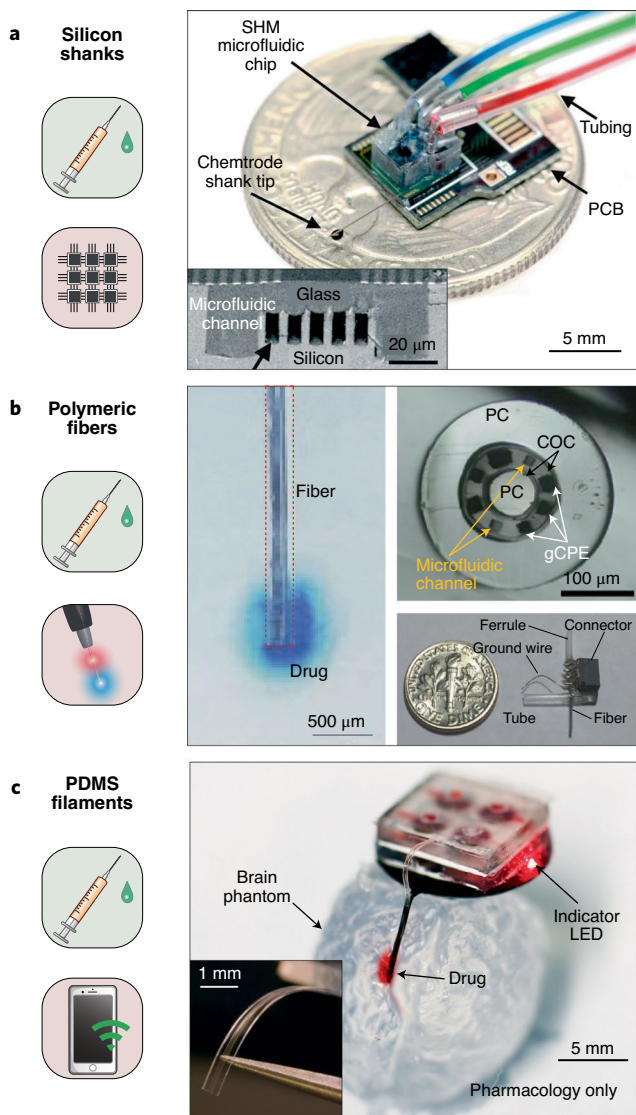 a
Silicon
shanks
SHM
microfluidic
chip
Tubing
Chemtrode
shank tip
PCB
Microfluidic
channel
Glass
Silicon
20 μm
5 mm
b
Polymeric
fibers
Fiber
Drug
500 μm
PC
COC
PC
Microfluidic
channel
gCPE
100 μm
Ferrule
Connector
Ground wire
Tube
Fiber
ONE DIME
c
PDMS
filaments
Brain
phantom
Indicator
LED
Drug
1 mm
5 mm
Pharmacology only